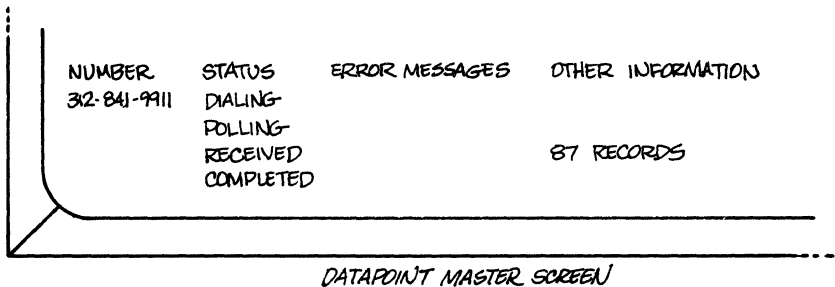 NUMBER STATUS ERROR MESSAGES OTHER INFORMATION
312-841-9911 DIALING
POLLING
RECEIVED 87 RECORDS
COMPLETED
DATAPOINT MASTER SCREEN